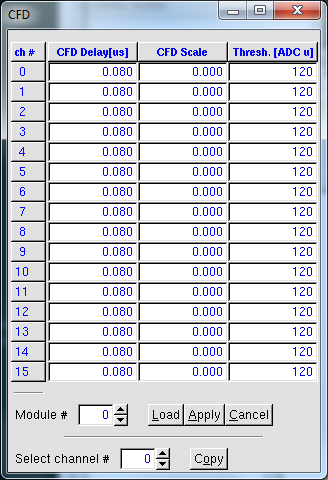 CFD
ch # CFD Delay[us] CFD Scale Thresh. [ADC u]
0 0.080 0.000 120
1 0.080 0.000 120
2 0.080 0.000 120
3 0.080 0.000 120
4 0.080 0.000 120
5 0.080 0.000 120
6 0.080 0.000 120
7 0.080 0.000 120
8 0.080 0.000 120
9 0.080 0.000 120
10 0.080 0.000 120
11 0.080 0.000 120
12 0.080 0.000 120
13 0.080 0.000 120
14 0.080 0.000 120
15 0.080 0.000 120
Module # 0 Load Apply Cancel
Select channel # 0 Copy